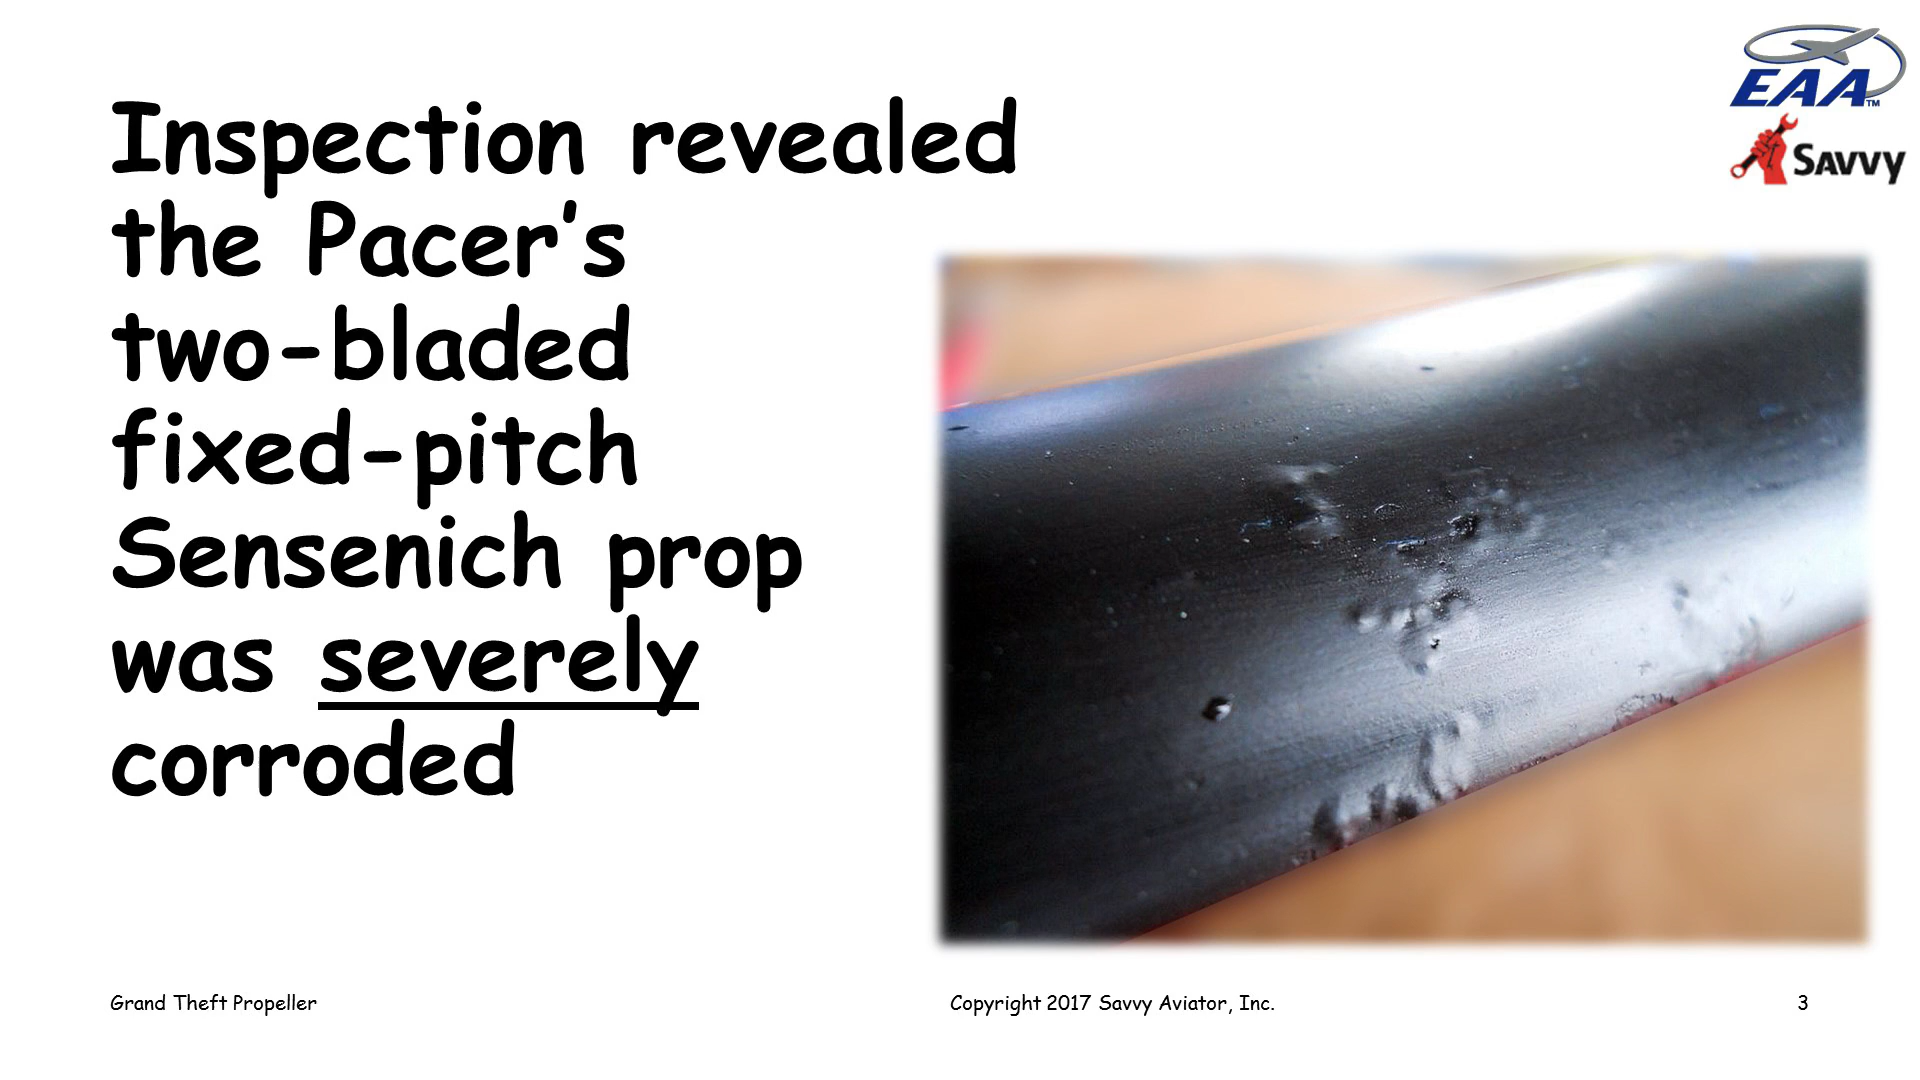 EAA™
Savvy
Inspection revealed
the Pacer’s
two-bladed
fixed-pitch
Sensenich prop
was severely
corroded
Grand Theft Propeller
Copyright 2017 Savvy Aviator, Inc.
3